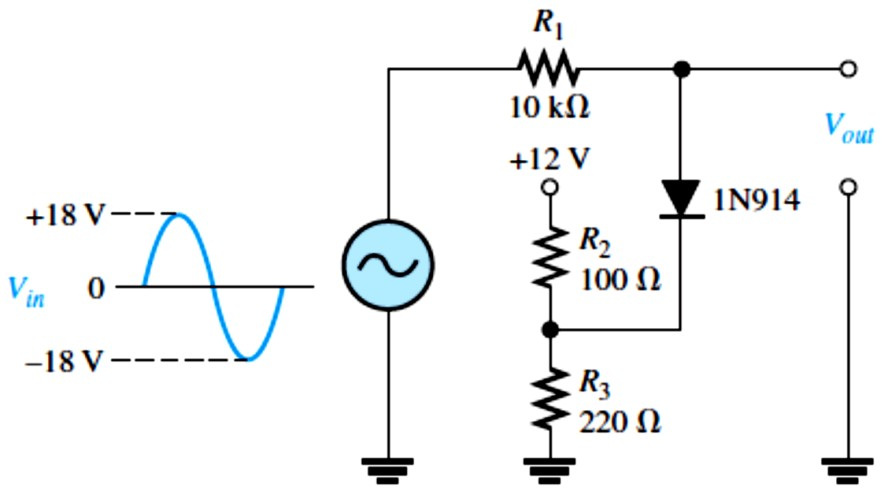 R1
10 kΩ
+12 V
Vout
1N914
+18 V
R2
100 Ω
Vin
0
–18 V
R3
220 Ω